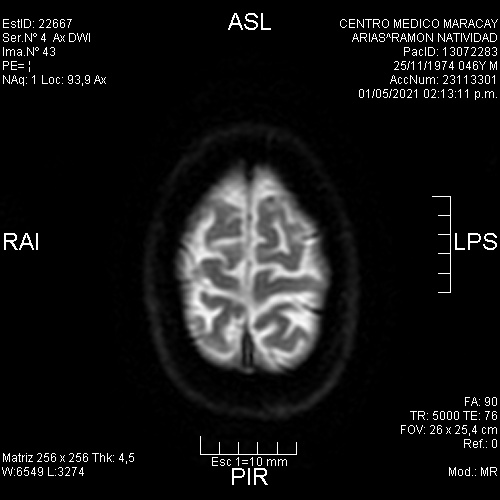 EstID: 22667
Ser.Nº 4 Ax DWI
Ima.Nº 43
PE= ¦
NAq: 1 Loc: 93,9 Ax
ASL
CENTRO MEDICO MARACAY
ARIAS^RAMON NATIVIDAD
PacID: 13072283
25/11/1974 046Y M
AccNum: 23113301
01/05/2021 02:13:11 p.m.
RAI
LPS
FA: 90
TR: 5000 TE: 76
FOV: 26 x 25,4 cm
Ref.: 0
Mod.: MR
Matriz 256 x 256 Thk: 4,5
W:6549 L:3274
Esc 1=10 mm
PIR